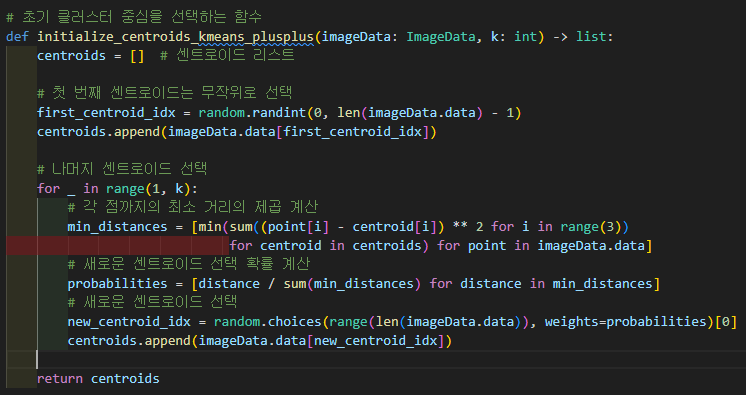 # 초기 클러스터 중심을 선택하는 함수
def initialize_centroids_kmeans_plusplus(imageData: ImageData, k: int) -> list:
    centroids = []  # 센트로이드 리스트

    # 첫 번째 센트로이드는 무작위로 선택
    first_centroid_idx = random.randint(0, len(imageData.data) - 1)
    centroids.append(imageData.data[first_centroid_idx])

    # 나머지 센트로이드 선택
    for _ in range(1, k):
        # 각 점까지의 최소 거리의 제곱 계산
        min_distances = [min(sum((point[i] - centroid[i]) ** 2 for i in range(3))
                             for centroid in centroids) for point in imageData.data]
        # 새로운 센트로이드 선택 확률 계산
        probabilities = [distance / sum(min_distances) for distance in min_distances]
        # 새로운 센트로이드 선택
        new_centroid_idx = random.choices(range(len(imageData.data)), weights=probabilities)[0]
        centroids.append(imageData.data[new_centroid_idx])

    return centroids